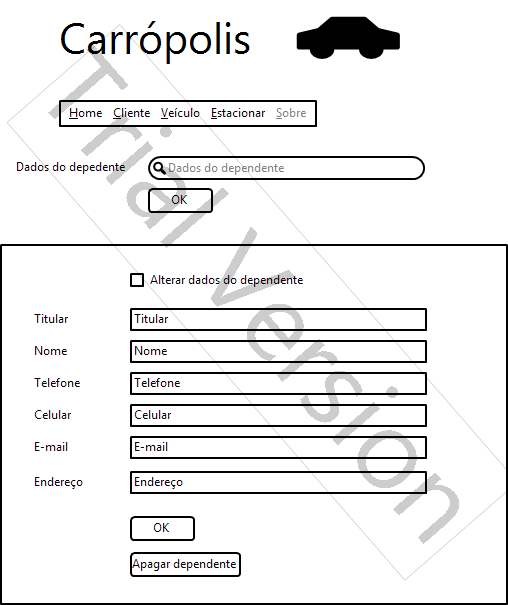 Carrópolis
Home Cliente Veículo Estacionar Sobre
Dados do depedente Dados do dependente
OK
Alterar dados do dependente
Titular Titular
Nome Nome
Telefone Telefone
Celular Celular
E-mail E-mail
Endereço Endereço
OK
Apagar dependente
Trial Version